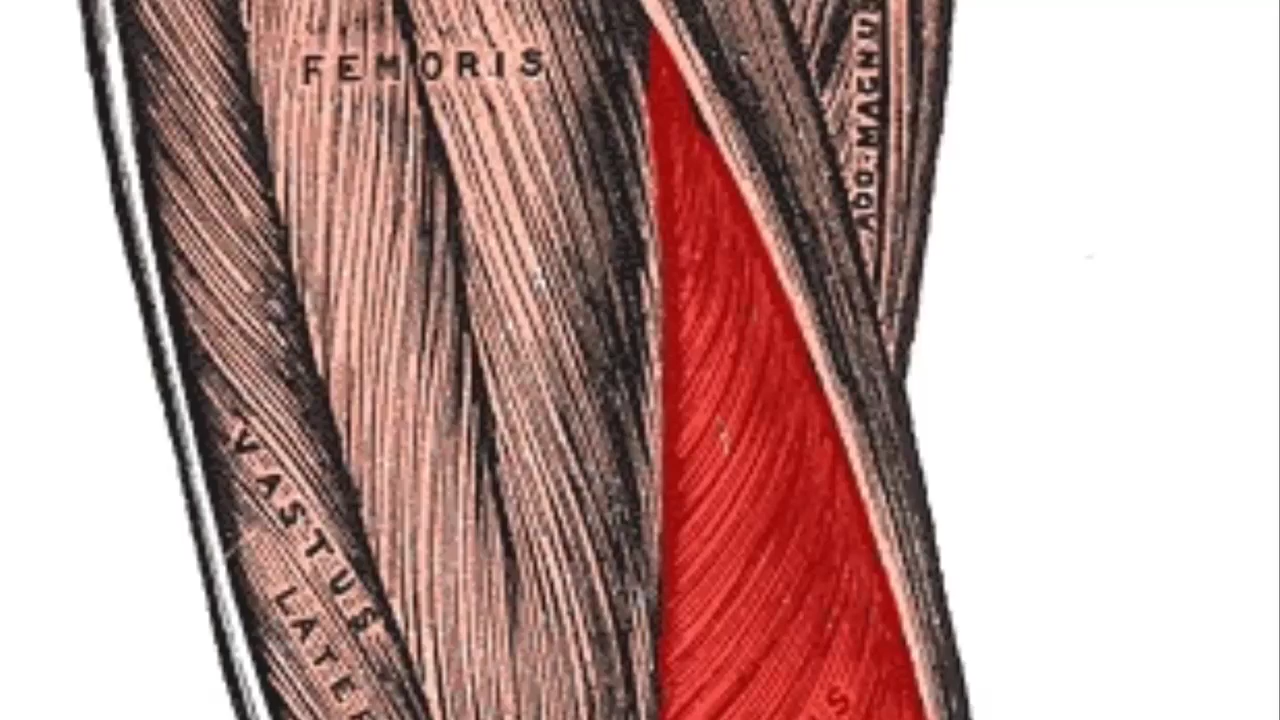 FEMORIS
ADD. MAGNU
VASTUS
LATER
S